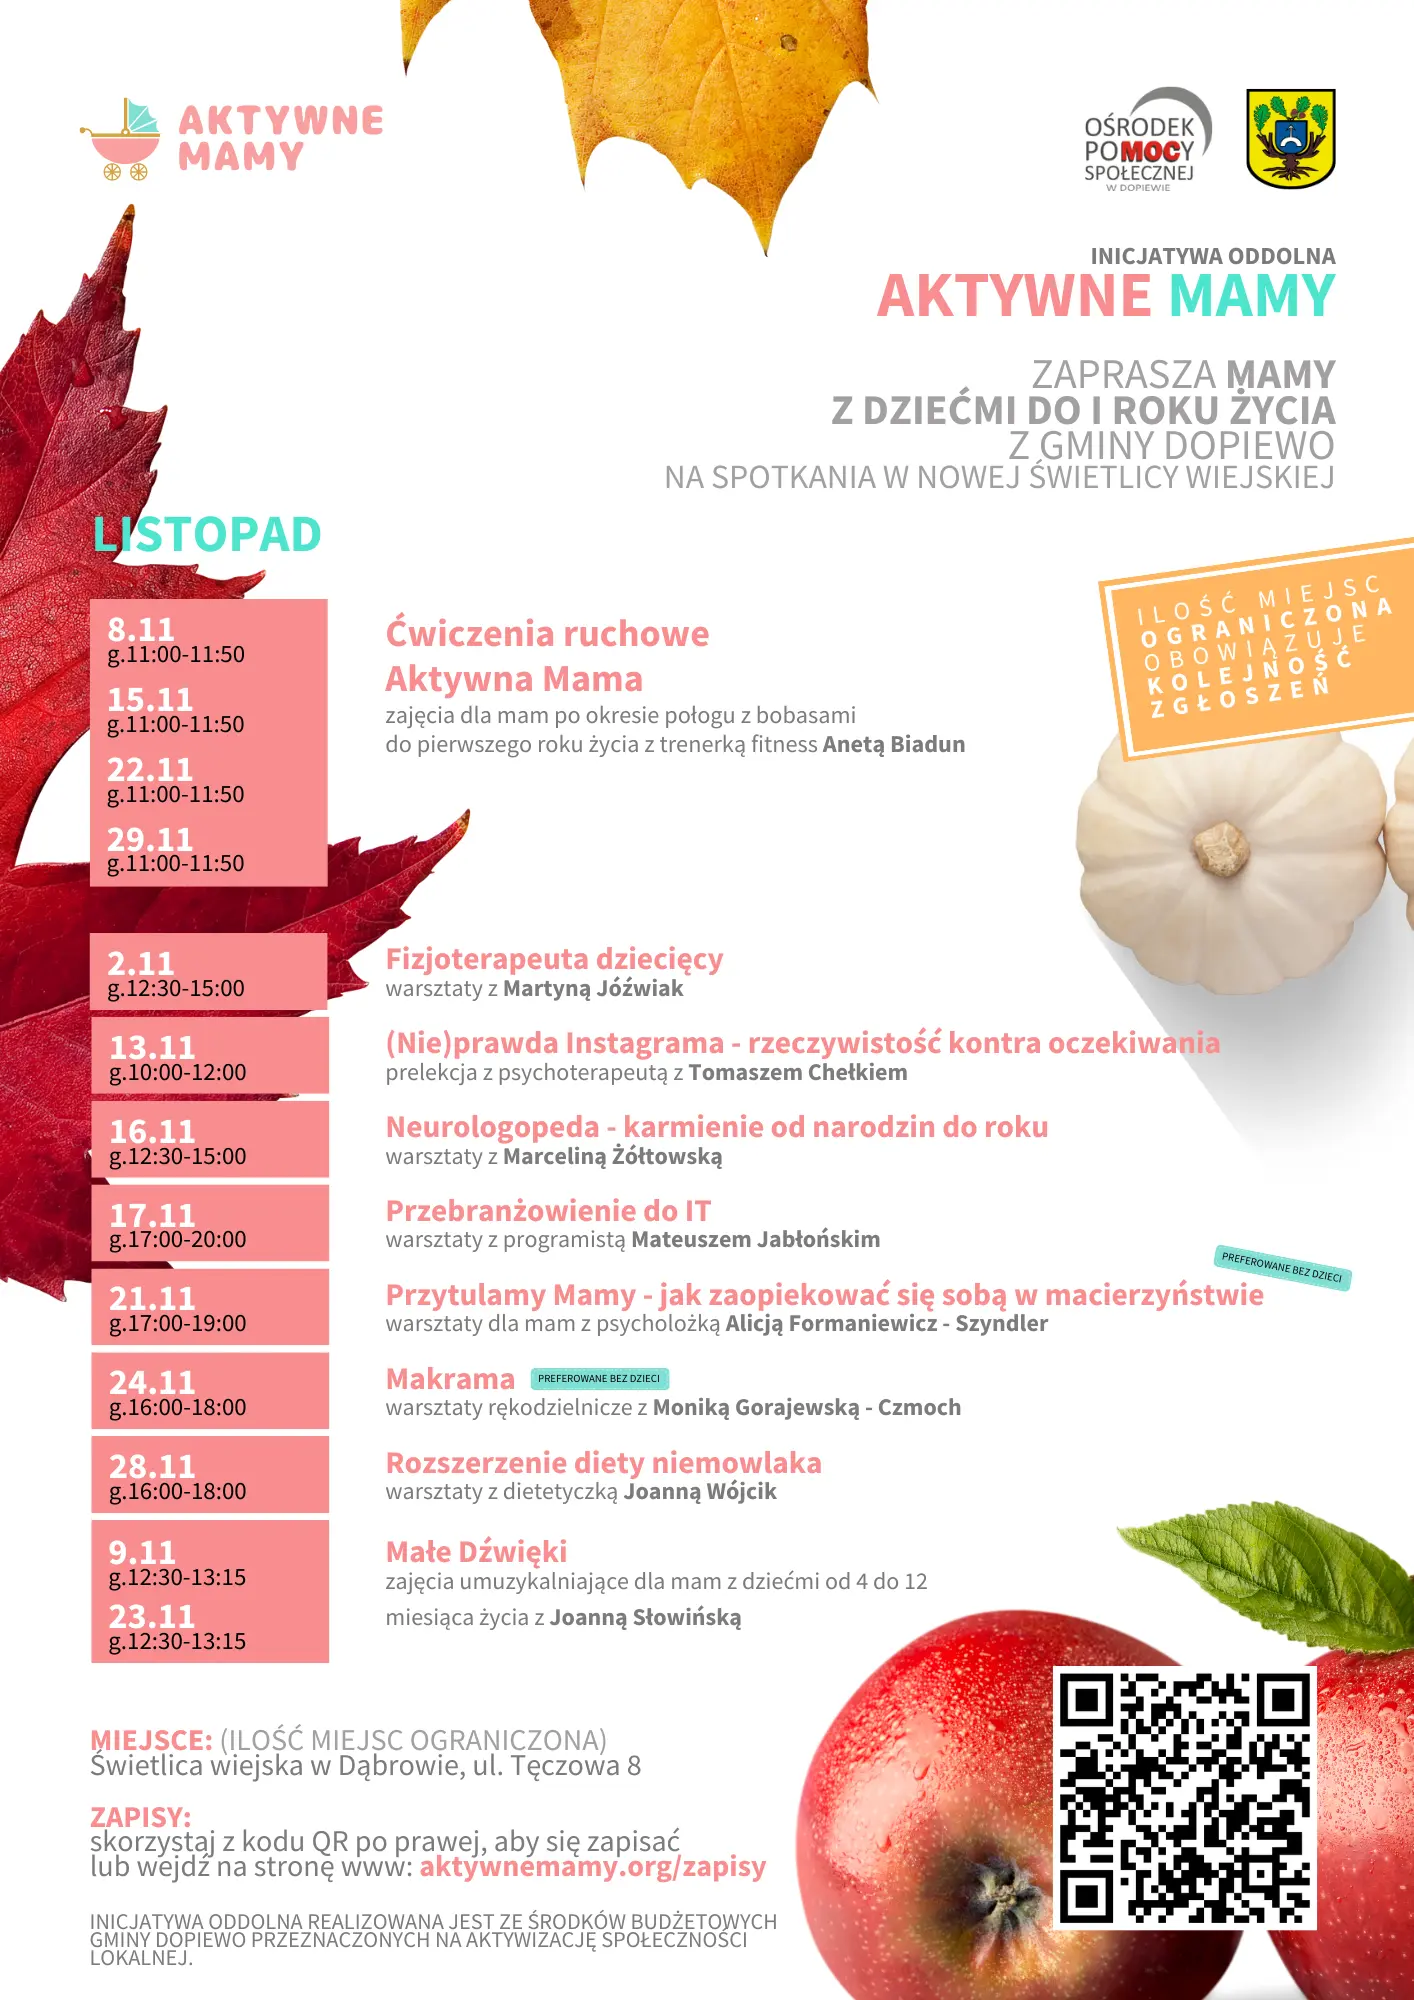 AKTYWNE
MAMY
OŚRODEK
POMOCY
SPOŁECZNEJ
W DOPIEWIE
INICJATYWA ODDOLNA
AKTYWNE MAMY
ZAPRASZA MAMY
Z DZIEĆMI DO I ROKU ŻYCIA
Z GMINY DOPIEWO
NA SPOTKANIA W NOWEJ ŚWIETLICY WIEJSKIEJ
LISTOPAD
ILOŚĆ MIEJSC
OGRANICZONA
OBOWIĄZUJE
KOLEJNOŚĆ
ZGŁOSZEŃ
8.11
g.11:00-11:50
15.11
g.11:00-11:50
22.11
g.11:00-11:50
29.11
g.11:00-11:50
Ćwiczenia ruchowe
Aktywna Mama
zajęcia dla mam po okresie połogu z bobasami
do pierwszego roku życia z trenerką fitness Anetą Biadun
2.11
g.12:30-15:00
Fizjoterapeuta dziecięcy
warsztaty z Martyną Jóźwiak
13.11
g.10:00-12:00
(Nie)prawda Instagrama - rzeczywistość kontra oczekiwania
prelekcja z psychoterapeutą z Tomaszem Chełkiem
16.11
g.12:30-15:00
Neurologopeda - karmienie od narodzin do roku
warsztaty z Marceliną Żółtowską
17.11
g.17:00-20:00
Przebranżowienie do IT
warsztaty z programistą Mateuszem Jabłońskim
21.11
g.17:00-19:00
PREFEROWANE BEZ DZIECI
Przytulamy Mamy - jak zaopiekować się sobą w macierzyństwie
warsztaty dla mam z psycholożką Alicją Formaniewicz - Szyndler
24.11
g.16:00-18:00
Makrama PREFEROWANE BEZ DZIECI
warsztaty rękodzielnicze z Moniką Gorajewską - Czmoch
28.11
g.16:00-18:00
Rozszerzenie diety niemowlaka
warsztaty z dietetyczką Joanną Wójcik
9.11
g.12:30-13:15
23.11
g.12:30-13:15
Małe Dźwięki
zajęcia umuzykalniające dla mam z dziećmi od 4 do 12
miesiąca życia z Joanną Słowińską
MIEJSCE: (ILOŚĆ MIEJSC OGRANICZONA)
Świetlica wiejska w Dąbrowie, ul. Tęczowa 8
ZAPISY:
skorzystaj z kodu QR po prawej, aby się zapisać
lub wejdź na stronę www: aktywnemamy.org/zapisy
INICJATYWA ODDOLNA REALIZOWANA JEST ZE ŚRODKÓW BUDŻETOWYCH
GMINY DOPIEWO PRZEZNACZONYCH NA AKTYWIZACJĘ SPOŁECZNOŚCI
LOKALNEJ.